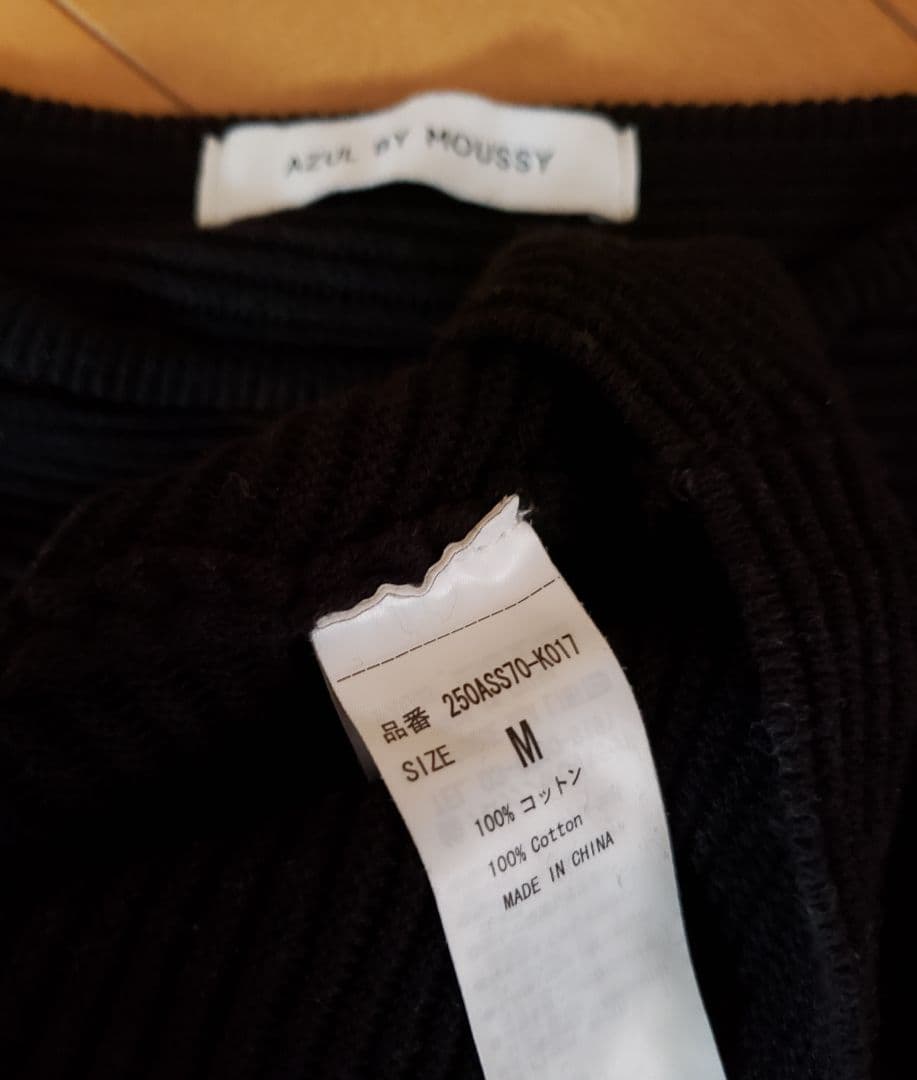 AZUL BY MOUSSY
品番 250ASS70-K017
SIZE M
100% コットン
100% Cotton
MADE IN CHINA